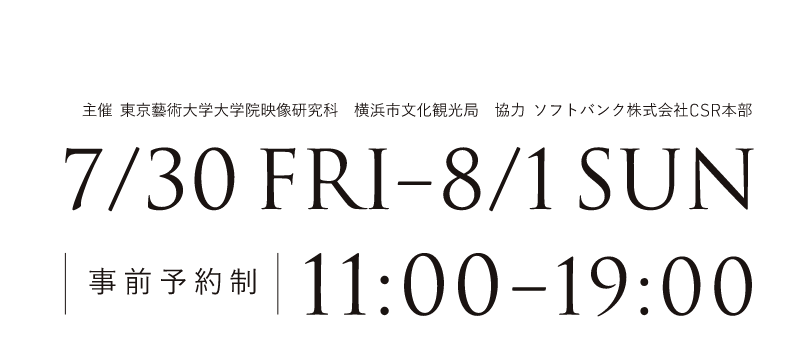 主催 東京藝術大学大学院映像研究科　横浜市文化観光局　協力 ソフトバンク株式会社CSR本部
7/30 FRI–8/1 SUN
事前予約制 11:00–19:00